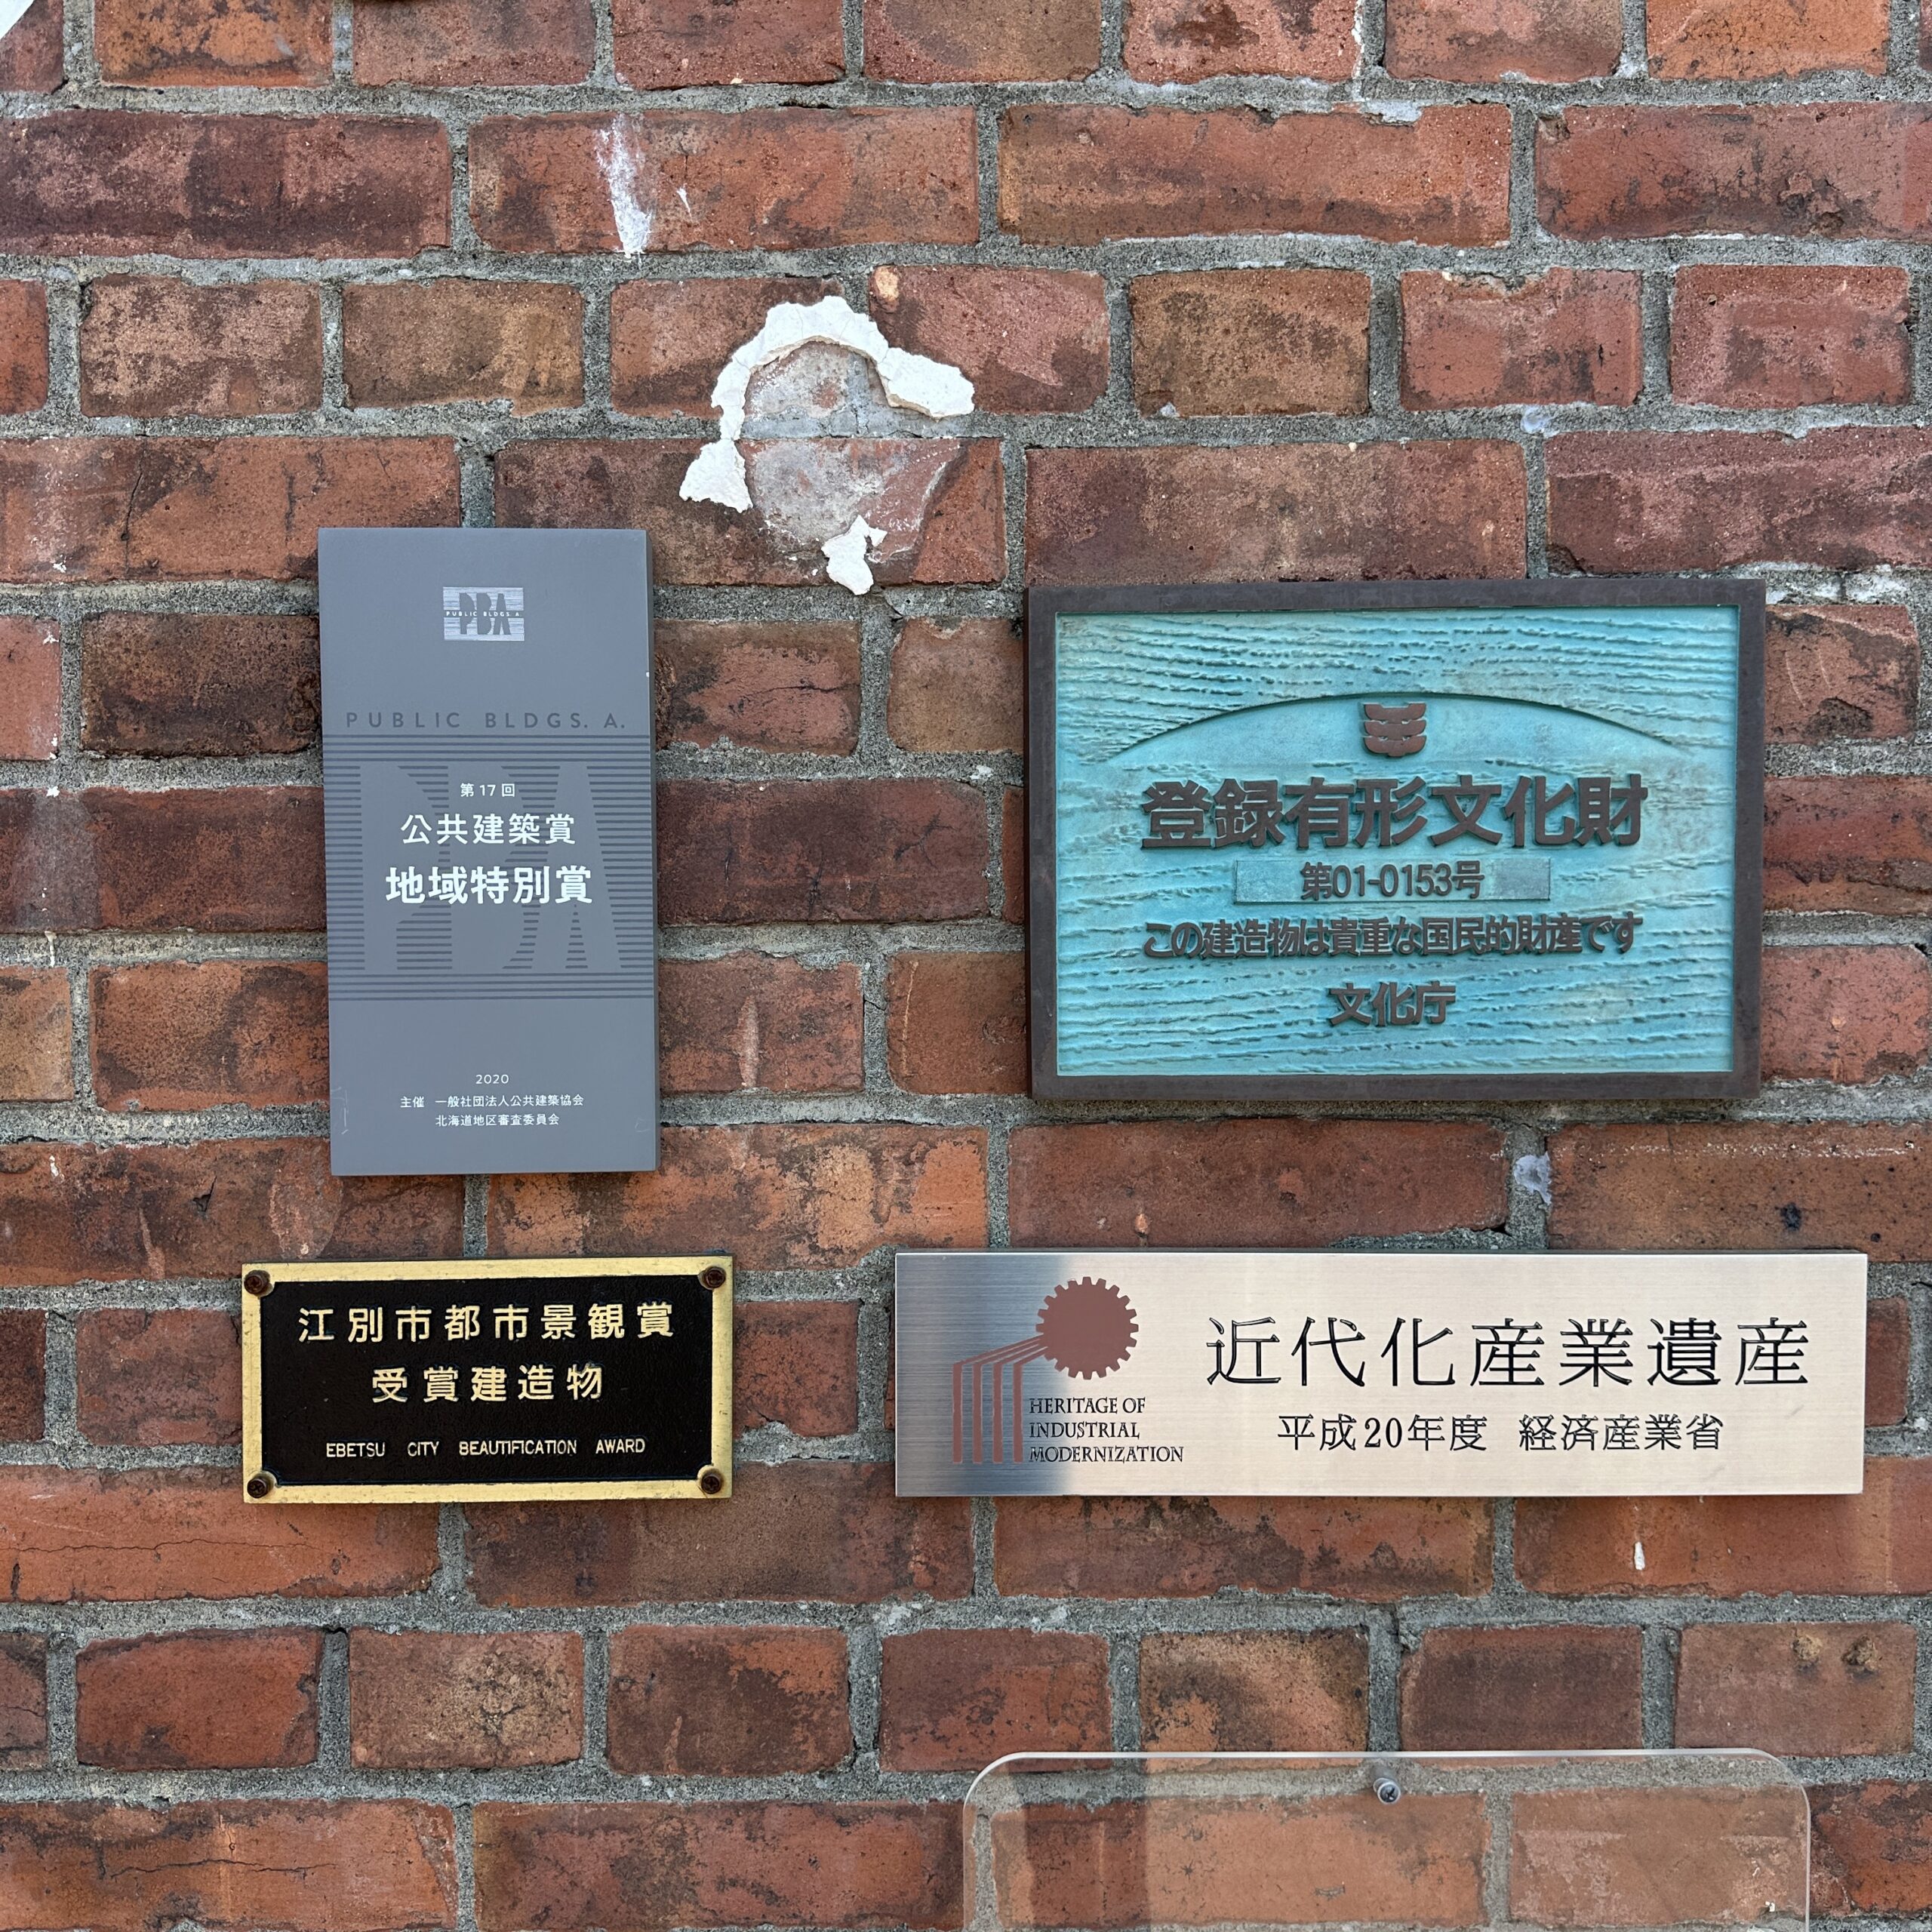 PBA
PUBLIC BLDGS. A.
PUBLIC BLDGS. A.
第17回
公共建築賞
地域特別賞
2020
主催 一般社団法人公共建築協会
北海道地区審査委員会
登録有形文化財
第01-0153号
この建造物は貴重な国民的財産です
文化庁
江別市都市景観賞
受賞建造物
EBETSU CITY BEAUTIFICATION AWARD
HERITAGE OF
INDUSTRIAL
MODERNIZATION
近代化産業遺産
平成20年度 経済産業省